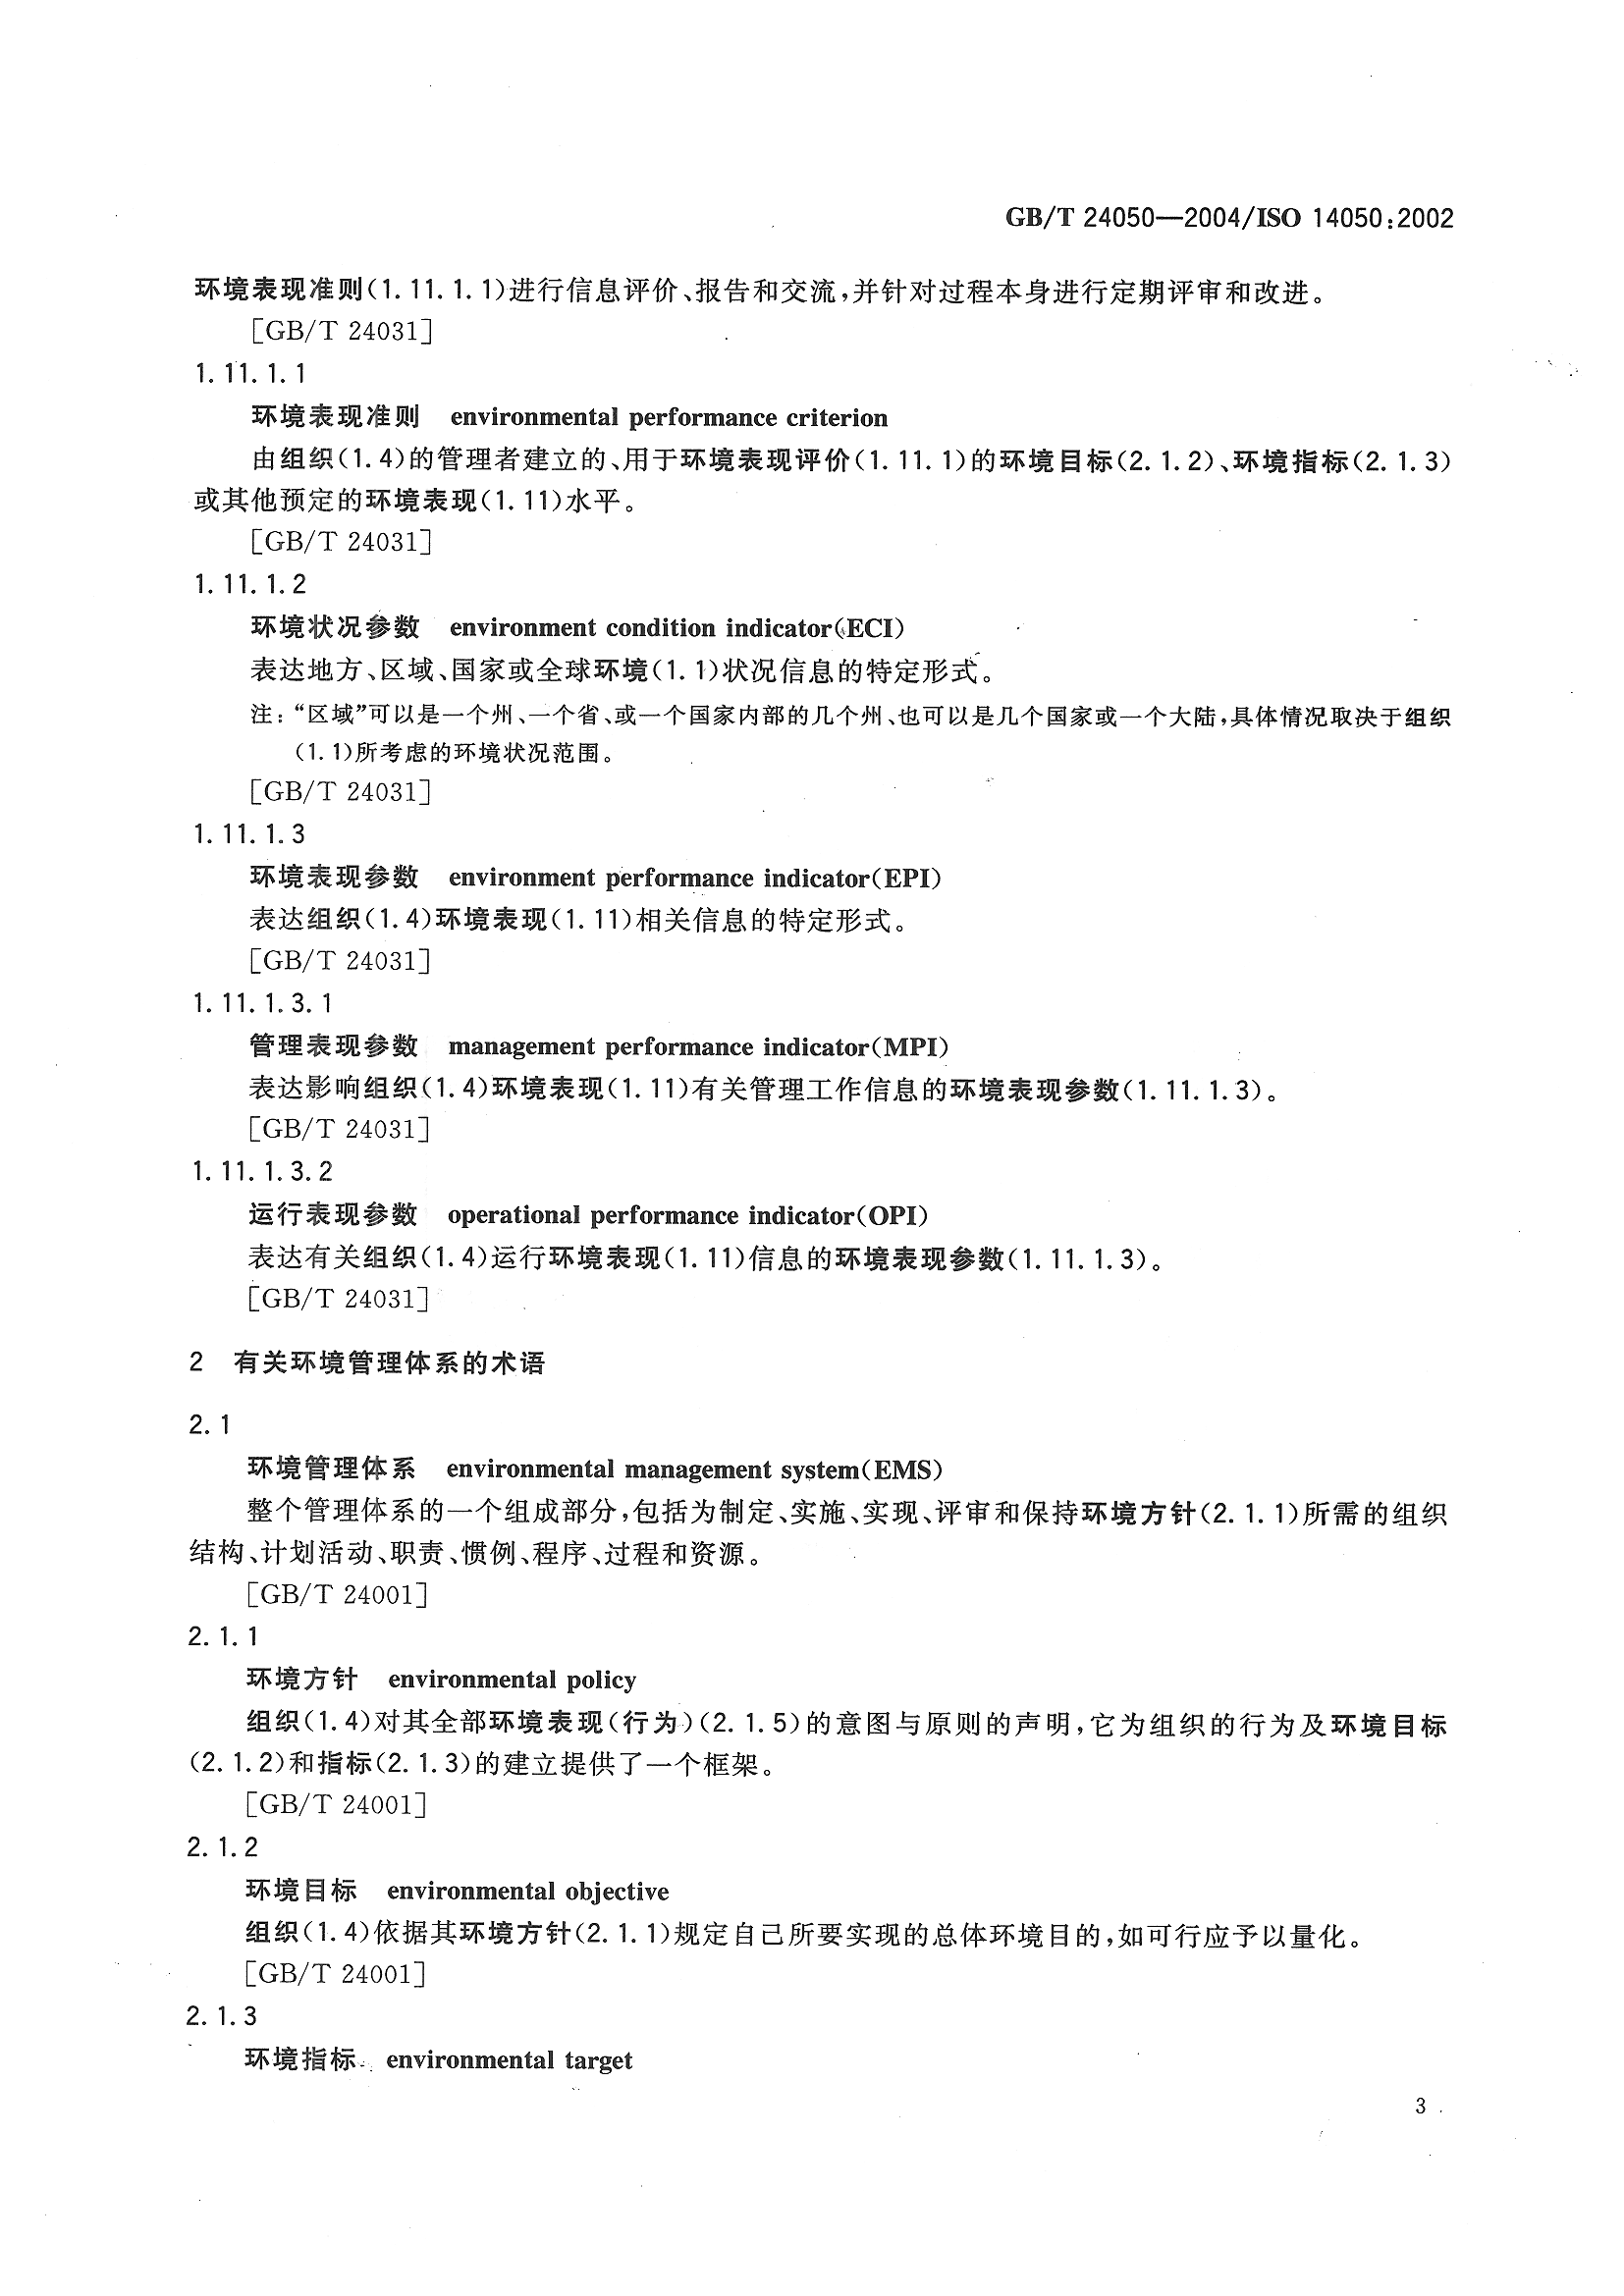 GB/T 24050—2004/ISO 14050:2002
环境表现准则(1.11.1.1)进行信息评价、报告和交流,并针对过程本身进行定期评审和改进。
[GB/T 24031]
1.11.1.1
环境表现准则 environmental performance criterion
由组织(1.4)的管理者建立的、用于环境表现评价(1.11.1)的环境目标(2.1.2)、环境指标(2.1.3)
或其他预定的环境表现(1.11)水平。
[GB/T 24031]
1.11.1.2
环境状况参数 environment condition indicator(ECI)
表达地方、区域、国家或全球环境(1.1)状况信息的特定形式。
注:“区域”可以是一个州、一个省、或一个国家内部的几个州、也可以是几个国家或一个大陆,具体情况取决于组织
(1.1)所考虑的环境状况范围。
[GB/T 24031]
1.11.1.3
环境表现参数 environment performance indicator(EPI)
表达组织(1.4)环境表现(1.11)相关信息的特定形式。
[GB/T 24031]
1.11.1.3.1
管理表现参数 management performance indicator(MPI)
表达影响组织(1.4)环境表现(1.11)有关管理工作信息的环境表现参数(1.11.1.3)。
[GB/T 24031]
1.11.1.3.2
运行表现参数 operational performance indicator(OPI)
表达有关组织(1.4)运行环境表现(1.11)信息的环境表现参数(1.11.1.3)。
[GB/T 24031]
2 有关环境管理体系的术语
2.1
环境管理体系 environmental management system(EMS)
整个管理体系的一个组成部分,包括为制定、实施、实现、评审和保持环境方针(2.1.1)所需的组织
结构、计划活动、职责、惯例、程序、过程和资源。
[GB/T 24001]
2.1.1
环境方针 environmental policy
组织(1.4)对其全部环境表现(行为)(2.1.5)的意图与原则的声明,它为组织的行为及环境目标
(2.1.2)和指标(2.1.3)的建立提供了一个框架。
[GB/T 24001]
2.1.2
环境目标 environmental objective
组织(1.4)依据其环境方针(2.1.1)规定自己所要实现的总体环境目的,如可行应予以量化。
[GB/T 24001]
2.1.3
环境指标 environmental target
3